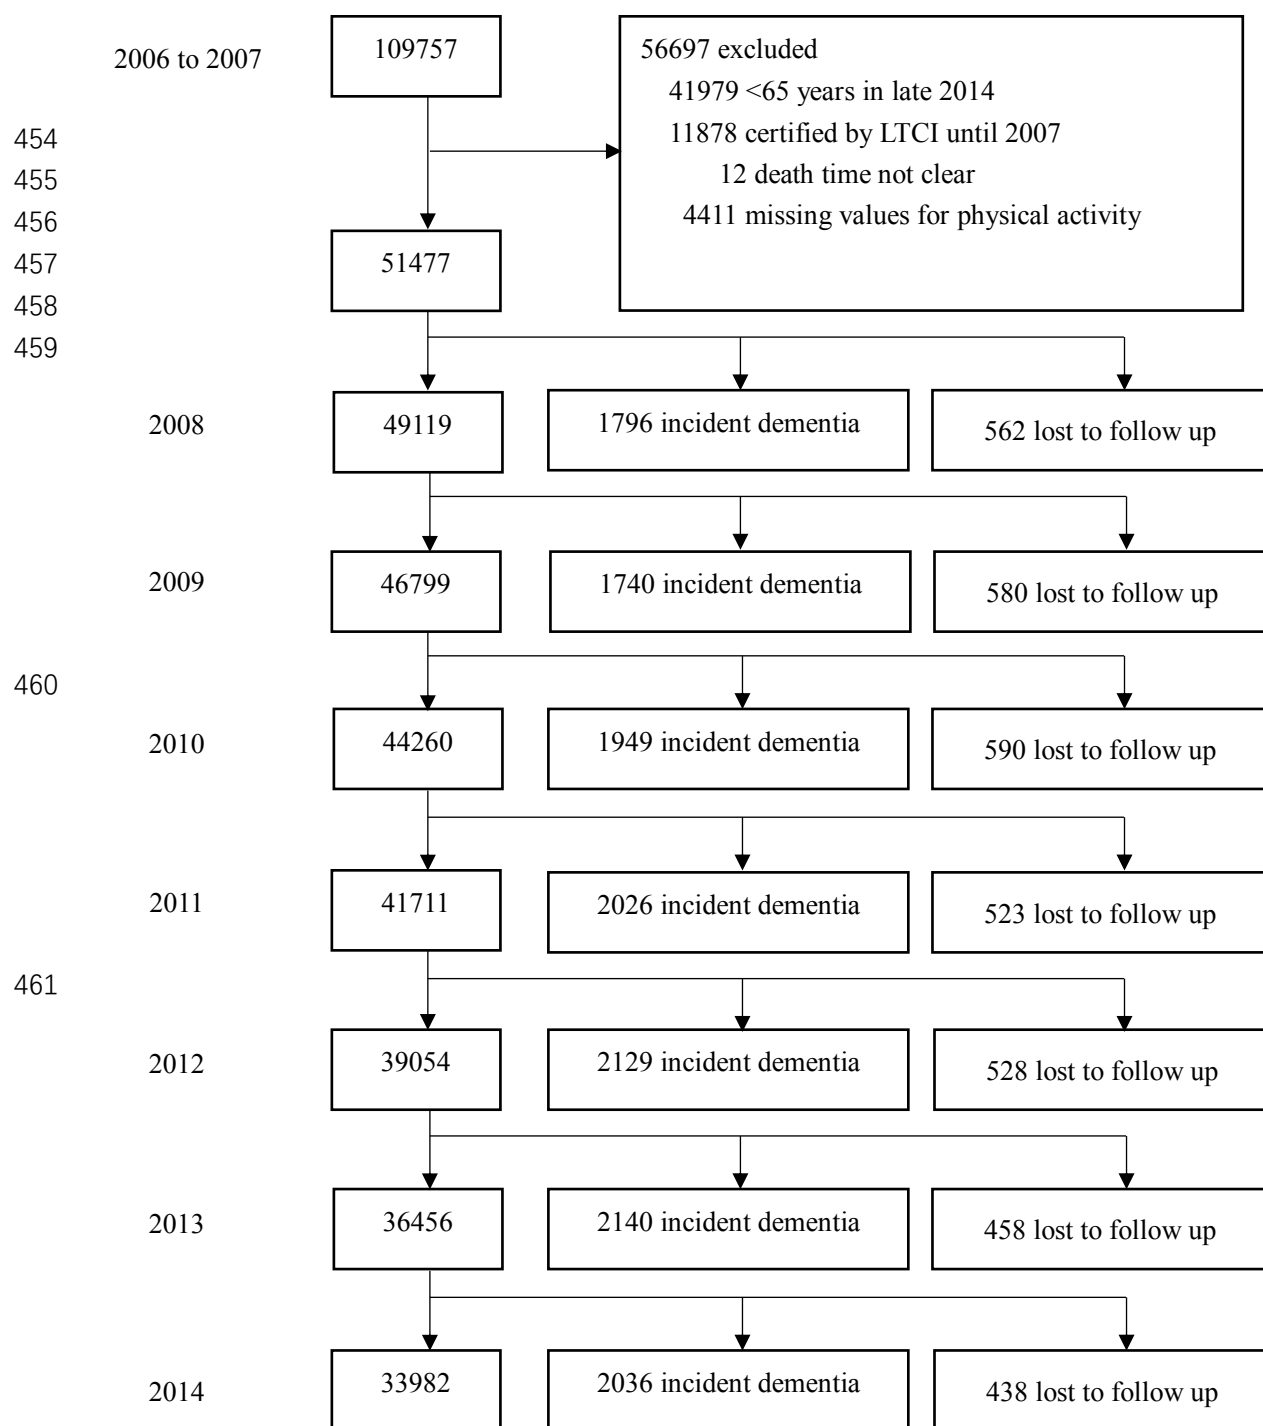 2006 to 2007
109757
56697 excluded
41979 <65 years in late 2014
11878 certified by LTCI until 2007
12 death time not clear
4411 missing values for physical activity
454
455
456
457
458
459
51477
2008
49119
1796 incident dementia
562 lost to follow up
2009
46799
1740 incident dementia
580 lost to follow up
460
2010
44260
1949 incident dementia
590 lost to follow up
2011
41711
2026 incident dementia
523 lost to follow up
461
2012
39054
2129 incident dementia
528 lost to follow up
2013
36456
2140 incident dementia
458 lost to follow up
2014
33982
2036 incident dementia
438 lost to follow up